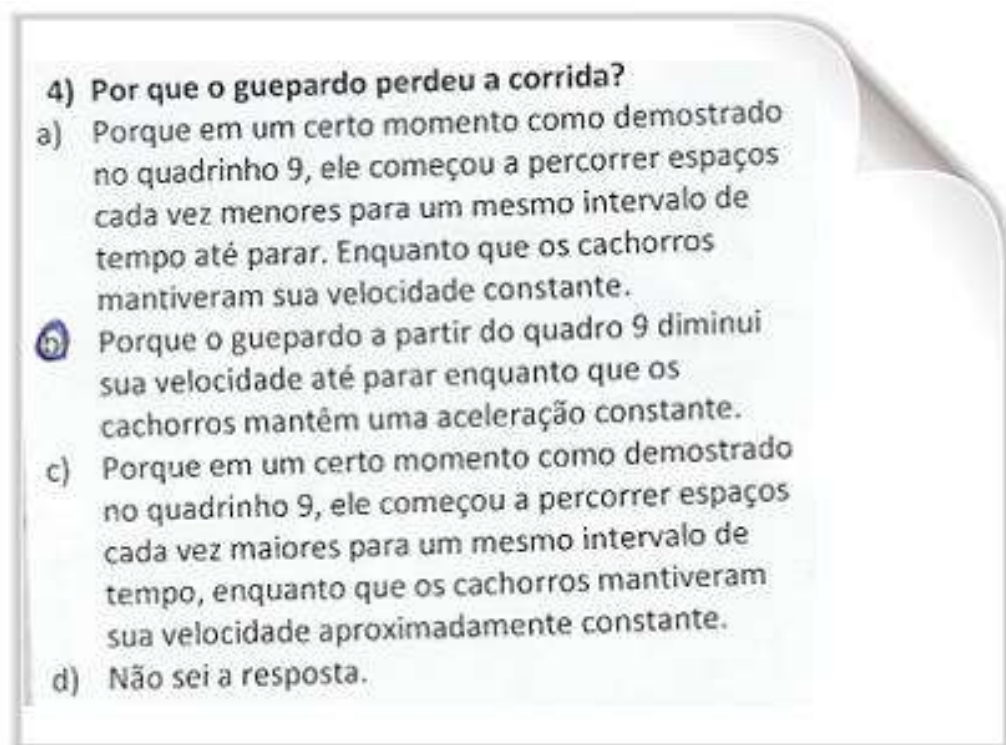 4) Por que o guepardo perdeu a corrida?
a) Porque em um certo momento como demostrado
no quadrinho 9, ele começou a percorrer espaços
cada vez menores para um mesmo intervalo de
tempo até parar. Enquanto que os cachorros
mantiveram sua velocidade constante.
b) Porque o guepardo a partir do quadro 9 diminui
sua velocidade até parar enquanto que os
cachorros mantêm uma aceleração constante.
c) Porque em um certo momento como demostrado
no quadrinho 9, ele começou a percorrer espaços
cada vez maiores para um mesmo intervalo de
tempo, enquanto que os cachorros mantiveram
sua velocidade aproximadamente constante.
d) Não sei a resposta.